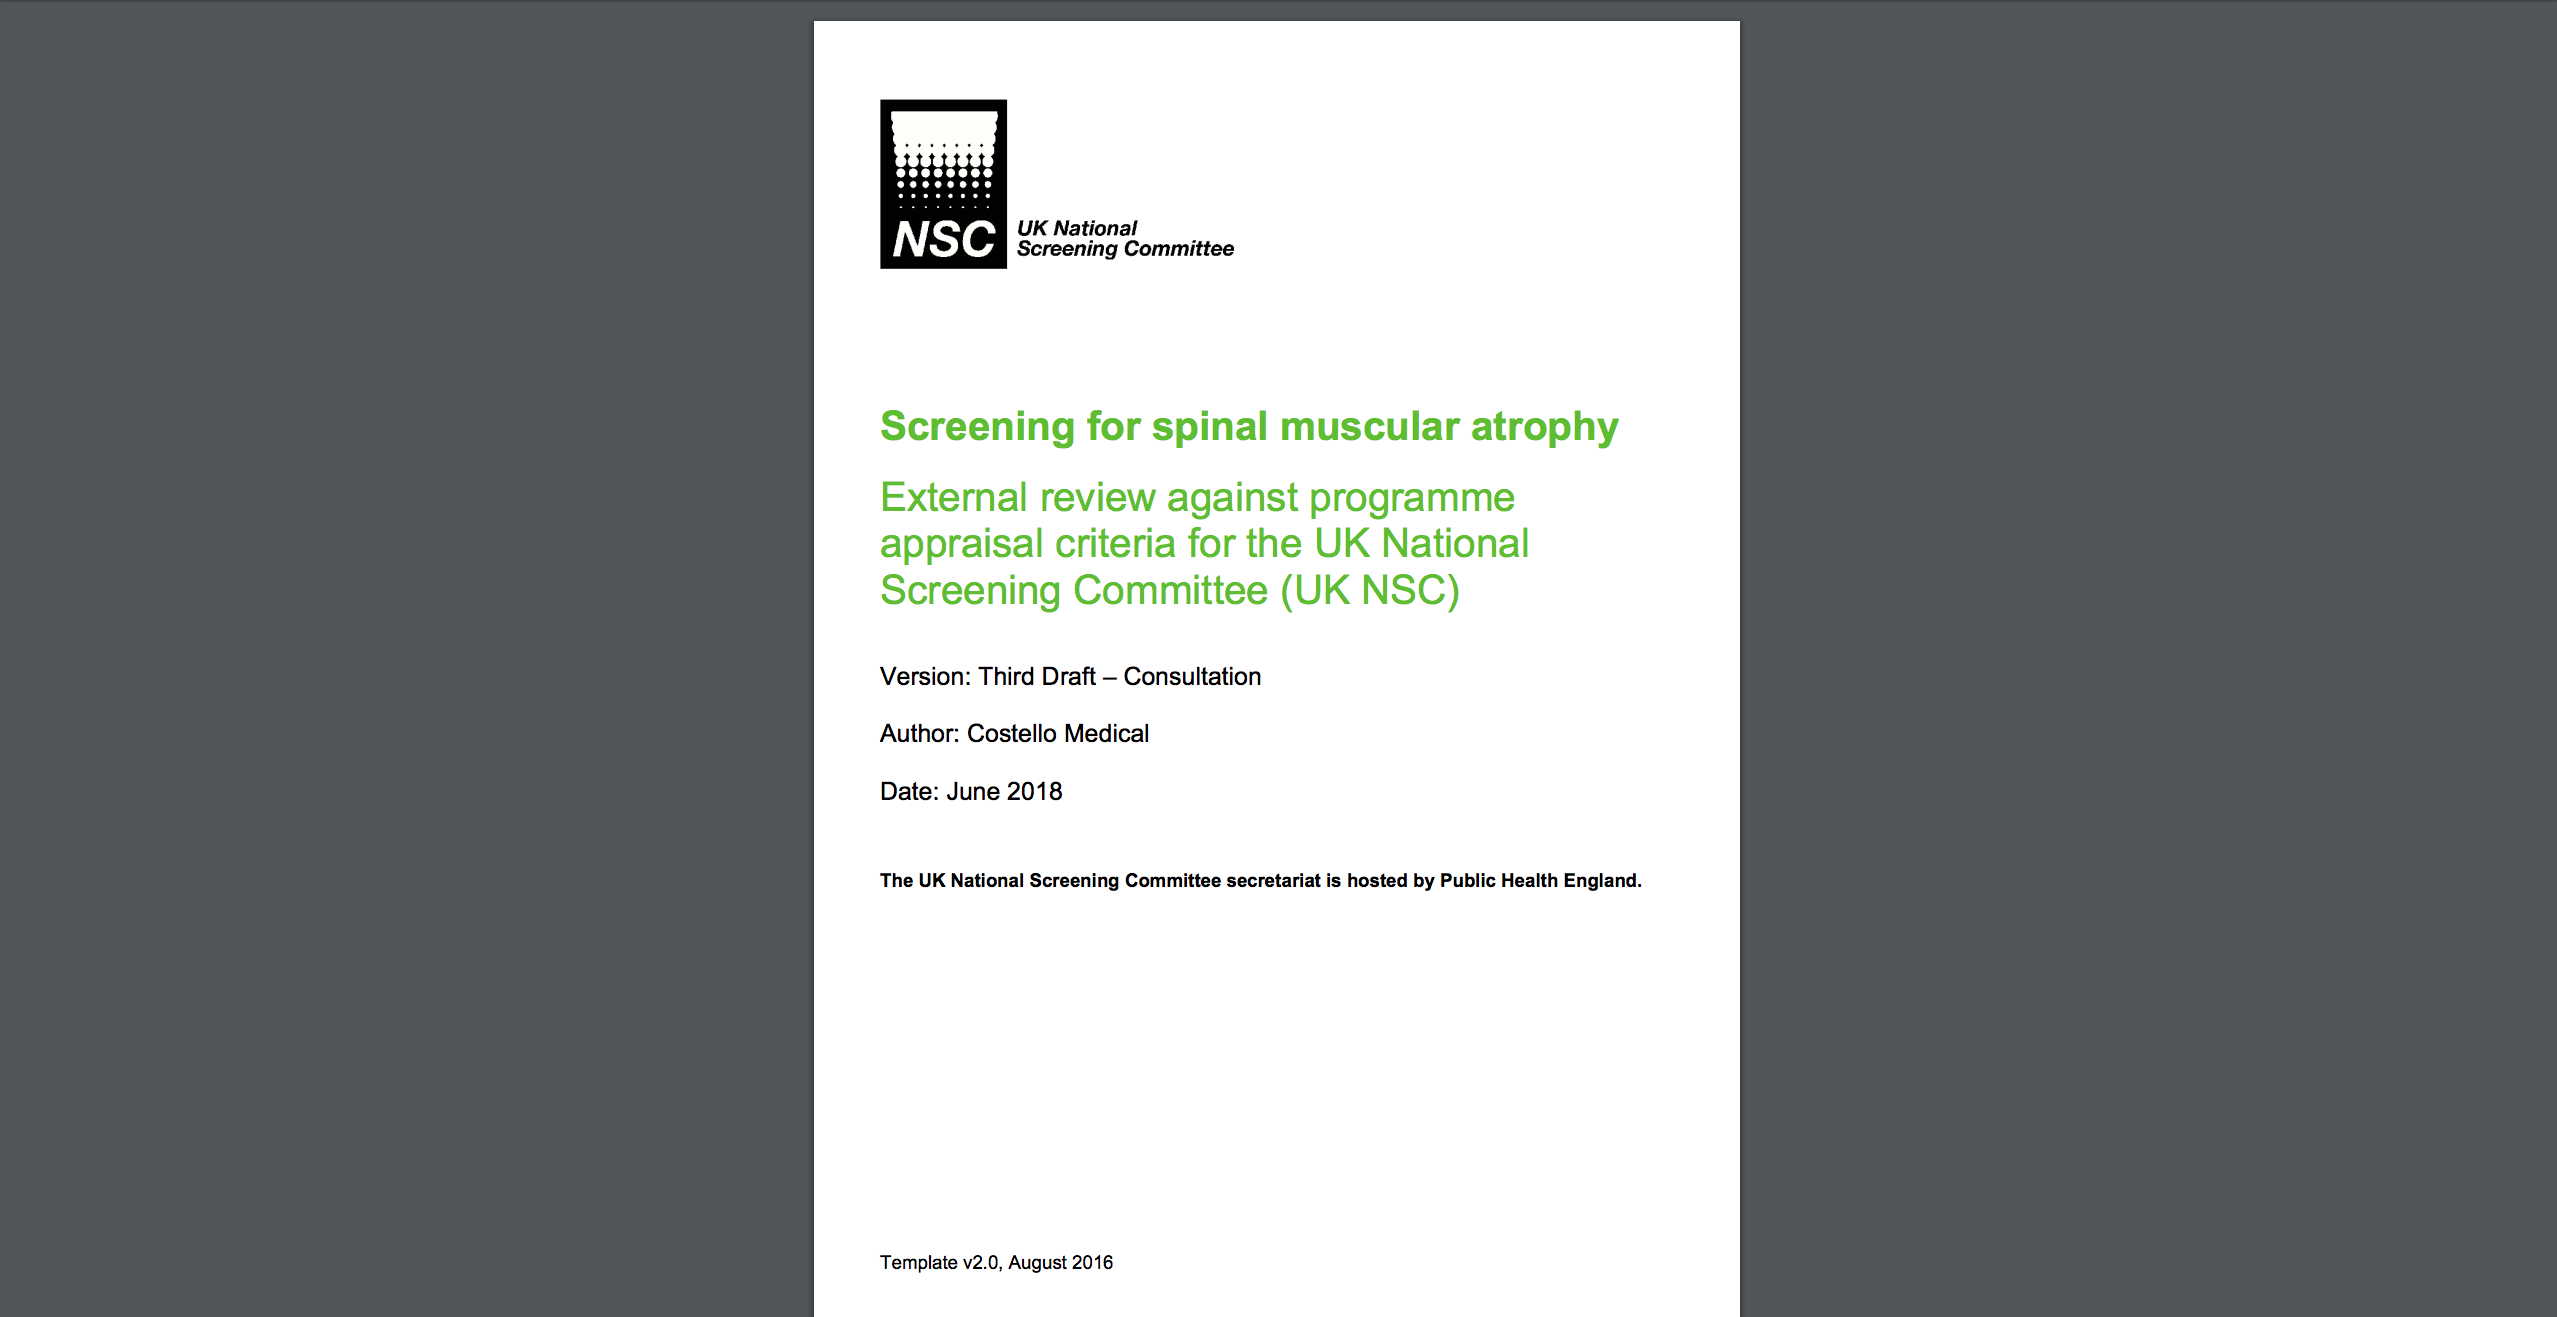 NSC
UK National
Screening Committee
Screening for spinal muscular atrophy
External review against programme
appraisal criteria for the UK National
Screening Committee (UK NSC)
Version: Third Draft – Consultation
Author: Costello Medical
Date: June 2018
The UK National Screening Committee secretariat is hosted by Public Health England.
Template v2.0, August 2016